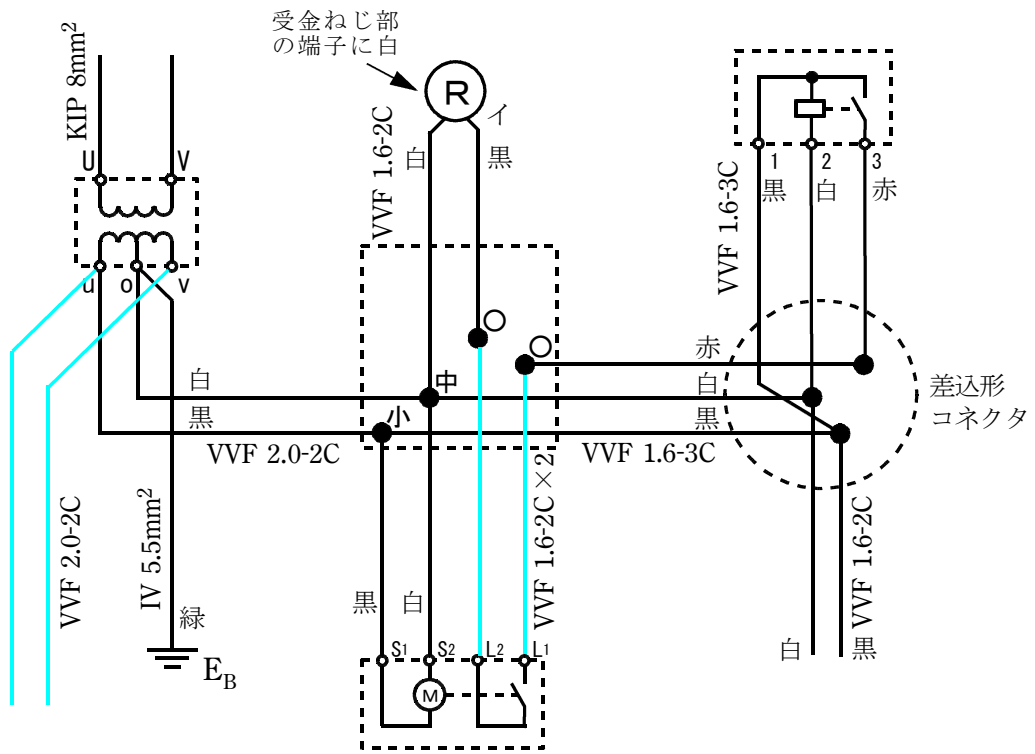 受金ねじ部
の端子に白
KIP 8mm²
U
V
u
o
v
R
イ
白
黒
VVF 1.6-2C
1
2
3
黒
白
赤
VVF 1.6-3C
○
○
中
小
白
黒
VVF 2.0-2C
赤
白
黒
VVF 1.6-3C
差込形
コネクタ
VVF 2.0-2C
IV 5.5mm²
緑
E_B
VVF 1.6-2C×2
黒
白
S1
S2
L2
L1
M
VVF 1.6-2C
白
黒